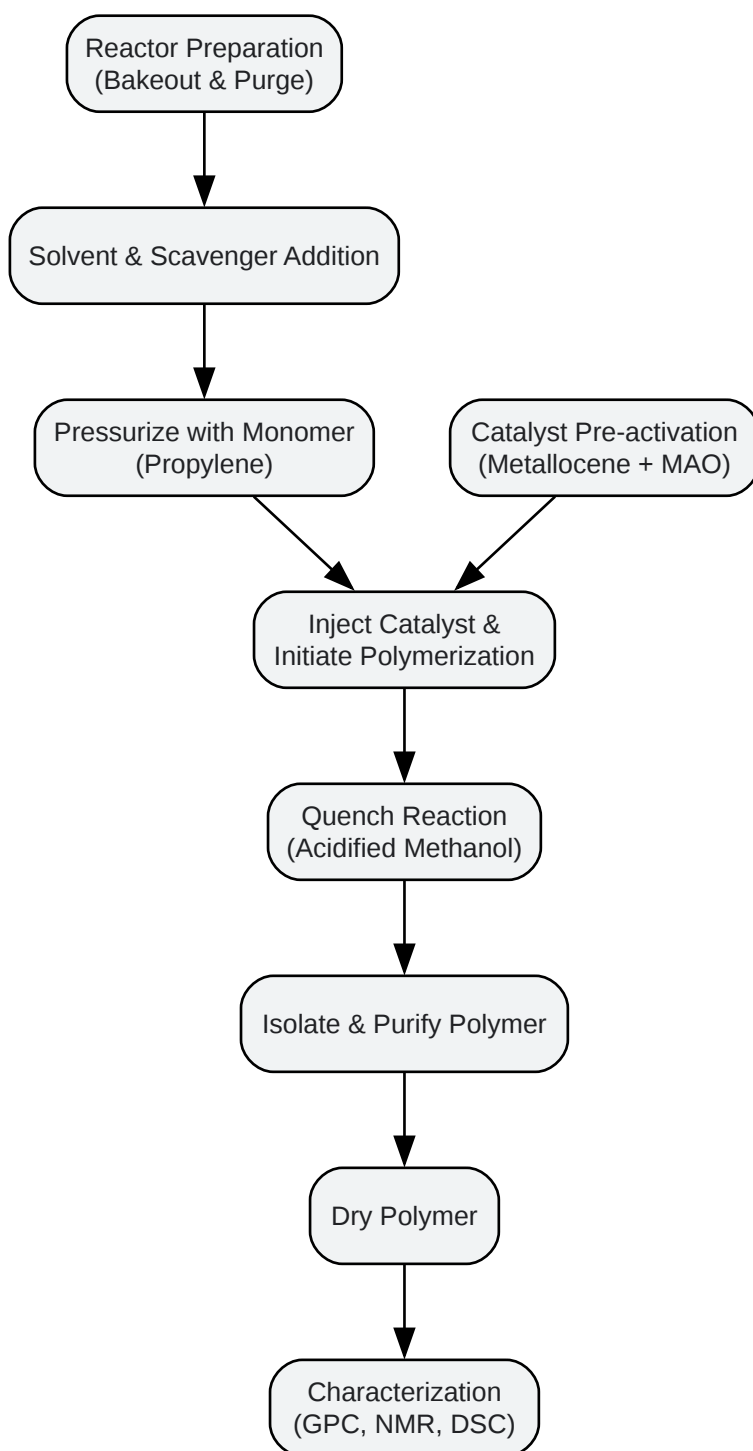 Reactor Preparation
(Bakeout & Purge)
Solvent & Scavenger Addition
Pressurize with Monomer
(Propylene)
Catalyst Pre-activation
(Metallocene + MAO)
Inject Catalyst &
Initiate Polymerization
Quench Reaction
(Acidified Methanol)
Isolate & Purify Polymer
Dry Polymer
Characterization
(GPC, NMR, DSC)